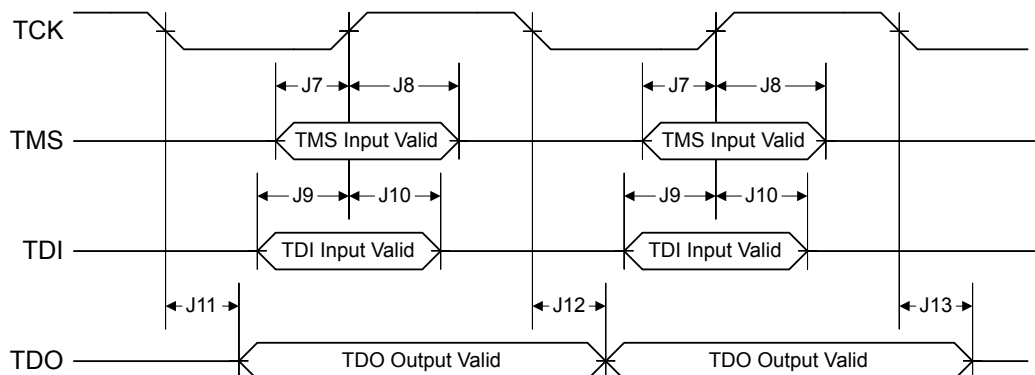 TCK
J7 J8 J7 J8
TMS TMS Input Valid TMS Input Valid
J9 J10 J9 J10
TDI TDI Input Valid TDI Input Valid
J11 J12 J13
TDO TDO Output Valid TDO Output Valid